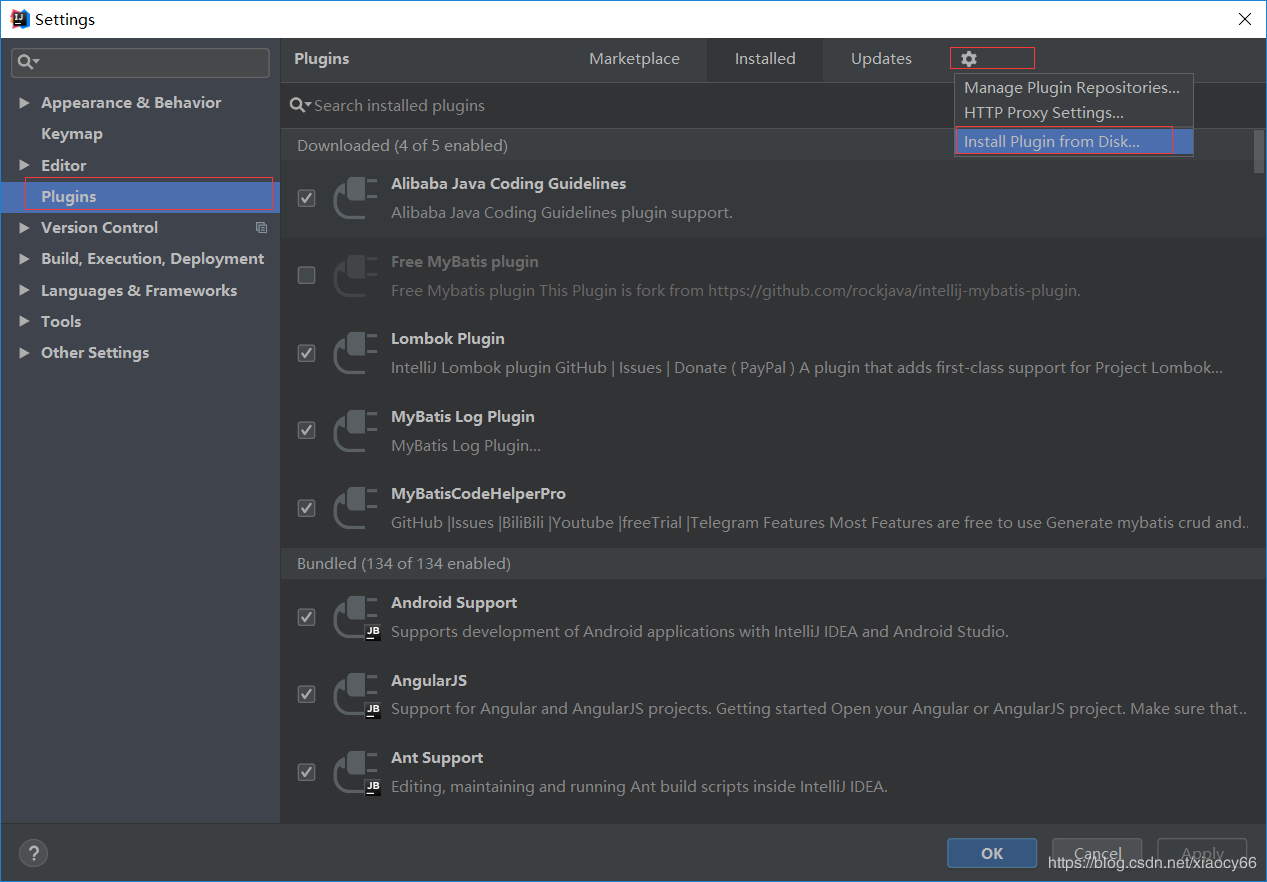 Settings
Plugins
Marketplace
Installed
Updates
Manage Plugin Repositories...
HTTP Proxy Settings...
Install Plugin from Disk...
Appearance & Behavior
Keymap
Editor
Plugins
Version Control
Build, Execution, Deployment
Languages & Frameworks
Tools
Other Settings
Search installed plugins
Downloaded (4 of 5 enabled)
Alibaba Java Coding Guidelines
Alibaba Java Coding Guidelines plugin support.
Free MyBatis plugin
Free Mybatis plugin This Plugin is fork from https://github.com/rockjava/intellij-mybatis-plugin.
Lombok Plugin
IntelliJ Lombok plugin GitHub | Issues | Donate ( PayPal ) A plugin that adds first-class support for Project Lombok...
MyBatis Log Plugin
MyBatis Log Plugin...
MyBatisCodeHelperPro
GitHub |Issues |BiliBili |Youtube |freeTrial |Telegram Features Most Features are free to use Generate mybatis crud and..
Bundled (134 of 134 enabled)
Android Support
JB
Supports development of Android applications with IntelliJ IDEA and Android Studio.
AngularJS
JB
Support for Angular and AngularJS projects. Getting started Open your Angular or AngularJS project. Make sure that..
Ant Support
JB
Editing, maintaining and running Ant build scripts inside IntelliJ IDEA.
?
OK
Cancel
Apply
https://blog.csdn.net/xiaocy66